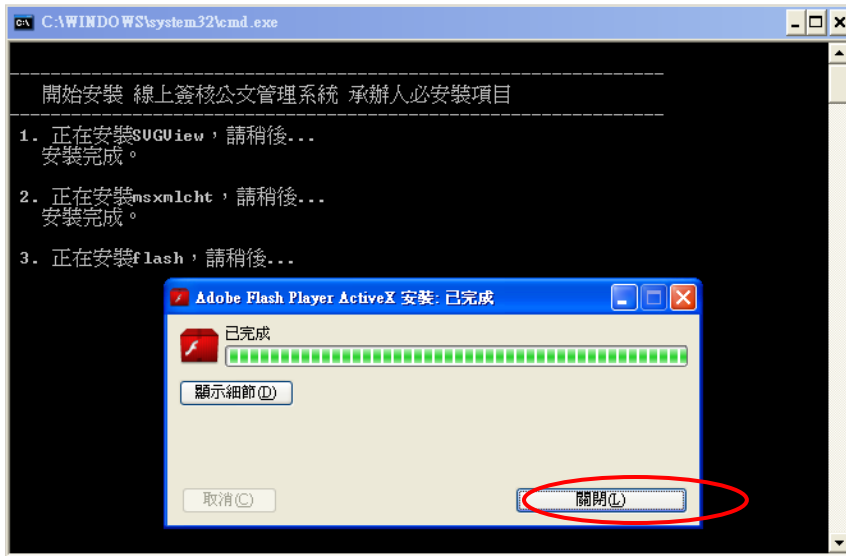 C:\WINDOWS\system32\cmd.exe
----------------------------------------------------------------
開始安裝 線上簽核公文管理系統 承辦人必安裝項目
----------------------------------------------------------------
1. 正在安裝SVGView，請稍後...
安裝完成。
2. 正在安裝msxmlcht，請稍後...
安裝完成。
3. 正在安裝flash，請稍後...
Adobe Flash Player ActiveX 安裝: 已完成
已完成
顯示細節(D)
取消(C)
關閉(L)